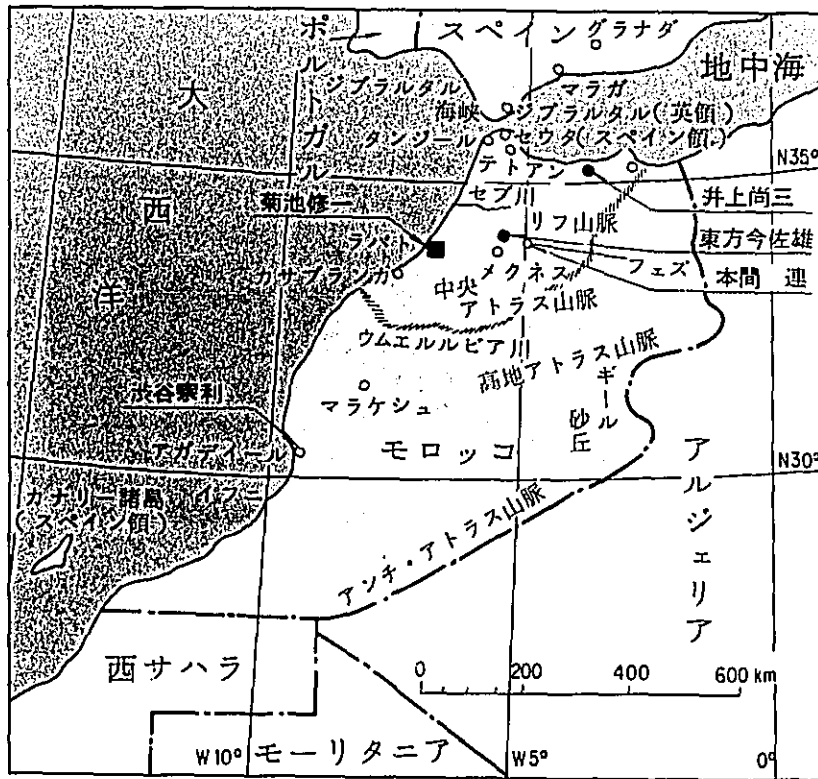 ポルトガル
スペイン
グラナダ
地中海
大西洋
マラガ
ジブラルタル海峡
ジブラルタル(英領)
タンジール
セウタ(スペイン領)
テトアン
N35°
セブ川
井上尚三
菊池修一
リフ山脈
東方今佐雄
ラバト
メクネス
フェズ
本間 連
カサブランカ
中央アトラス山脈
ウムエルルビア川
高地アトラス山脈
マラケシュ
ギール砂丘
アガディール
モロッコ
N30°
アルジェリア
カナリー諸島
(スペイン領)
イフニ
アンチ・アトラス山脈
西サハラ
0 200 400 600 km
W10°
モーリタニア
W5°
0°